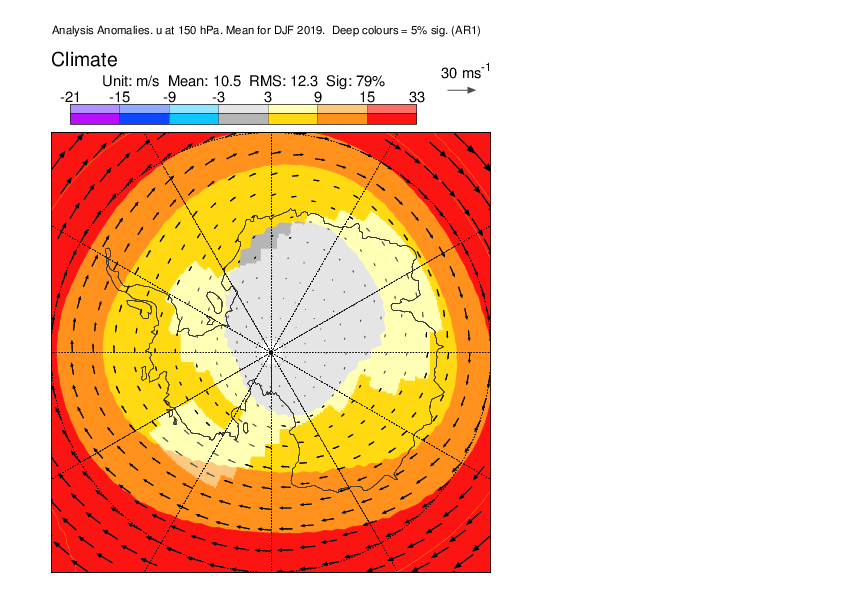 Analysis Anomalies. u at 150 hPa. Mean for DJF 2019.  Deep colours = 5% sig. (AR1)
Climate
30 ms-1
Unit: m/s  Mean: 10.5  RMS: 12.3  Sig: 79%
-21 -15 -9 -3 3 9 15 33